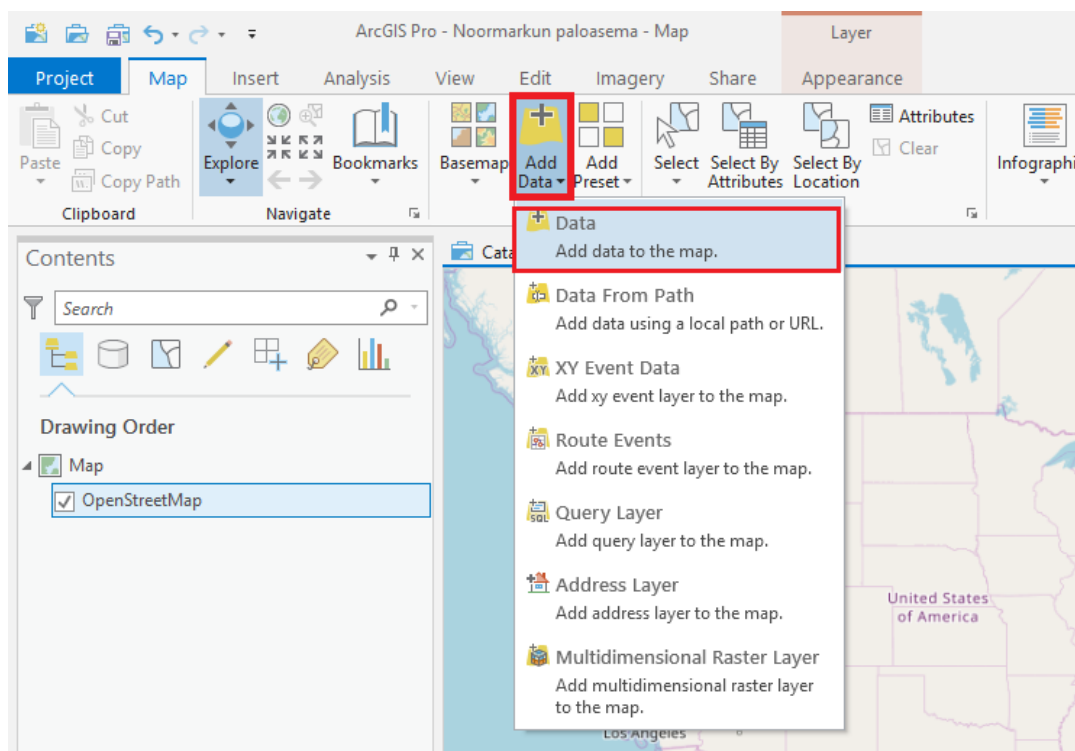 ArcGIS Pro - Noormarkun paloasema - Map
Layer
Project
Map
Insert
Analysis
View
Edit
Imagery
Share
Appearance
Paste
Cut
Copy
Copy Path
Clipboard
Explore
Bookmarks
Navigate
Basemap
Add
Data
Add
Preset
Select
Select By
Attributes
Select By
Location
Attributes
Clear
Contents
Search
Drawing Order
Map
OpenStreetMap
Data
Add data to the map.
Data From Path
Add data using a local path or URL.
XY
XY Event Data
Add xy event layer to the map.
Route Events
Add route event layer to the map.
SQL
Query Layer
Add query layer to the map.
Address Layer
Add address layer to the map.
Multidimensional Raster Layer
Add multidimensional raster layer
to the map.
United States
of America
Los Angeles